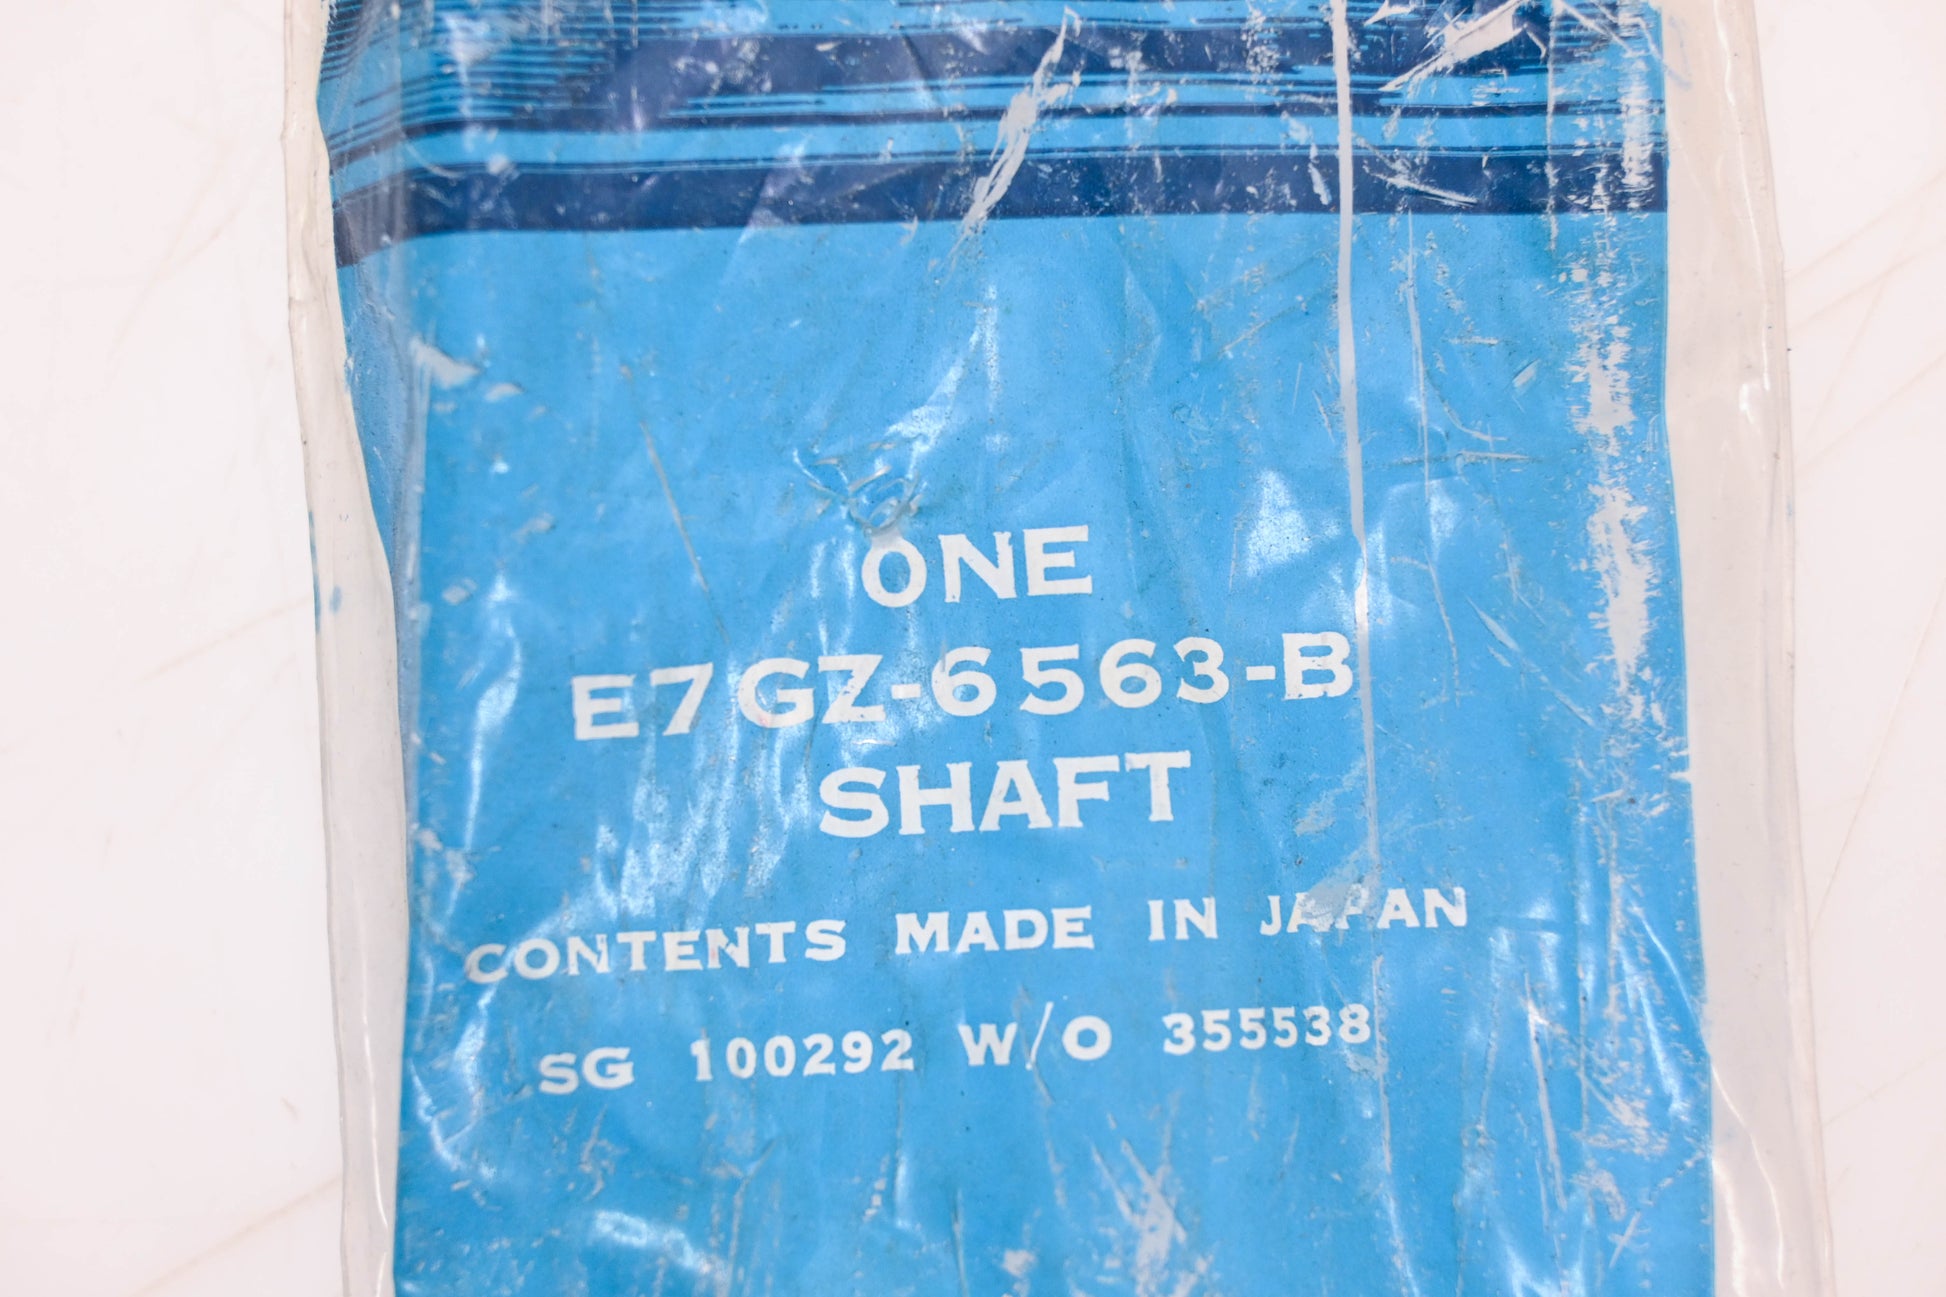 ONE
E7GZ-6563-B
SHAFT
CONTENTS MADE IN JAPAN
SG 100292 W/O 355538